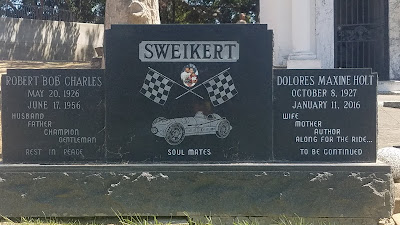 SWEIKERT
ROBERT BOB CHARLES
MAY 20, 1926
JUNE 17, 1956
HUSBAND
FATHER
CHAMPION
GENTLEMAN
REST IN PEACE
SOUL MATES
DOLORES MAXINE HOLT
OCTOBER 8, 1927
JANUARY 11, 2016
WIFE
MOTHER
AUTHOR
ALONG FOR THE RIDE...
TO BE CONTINUED